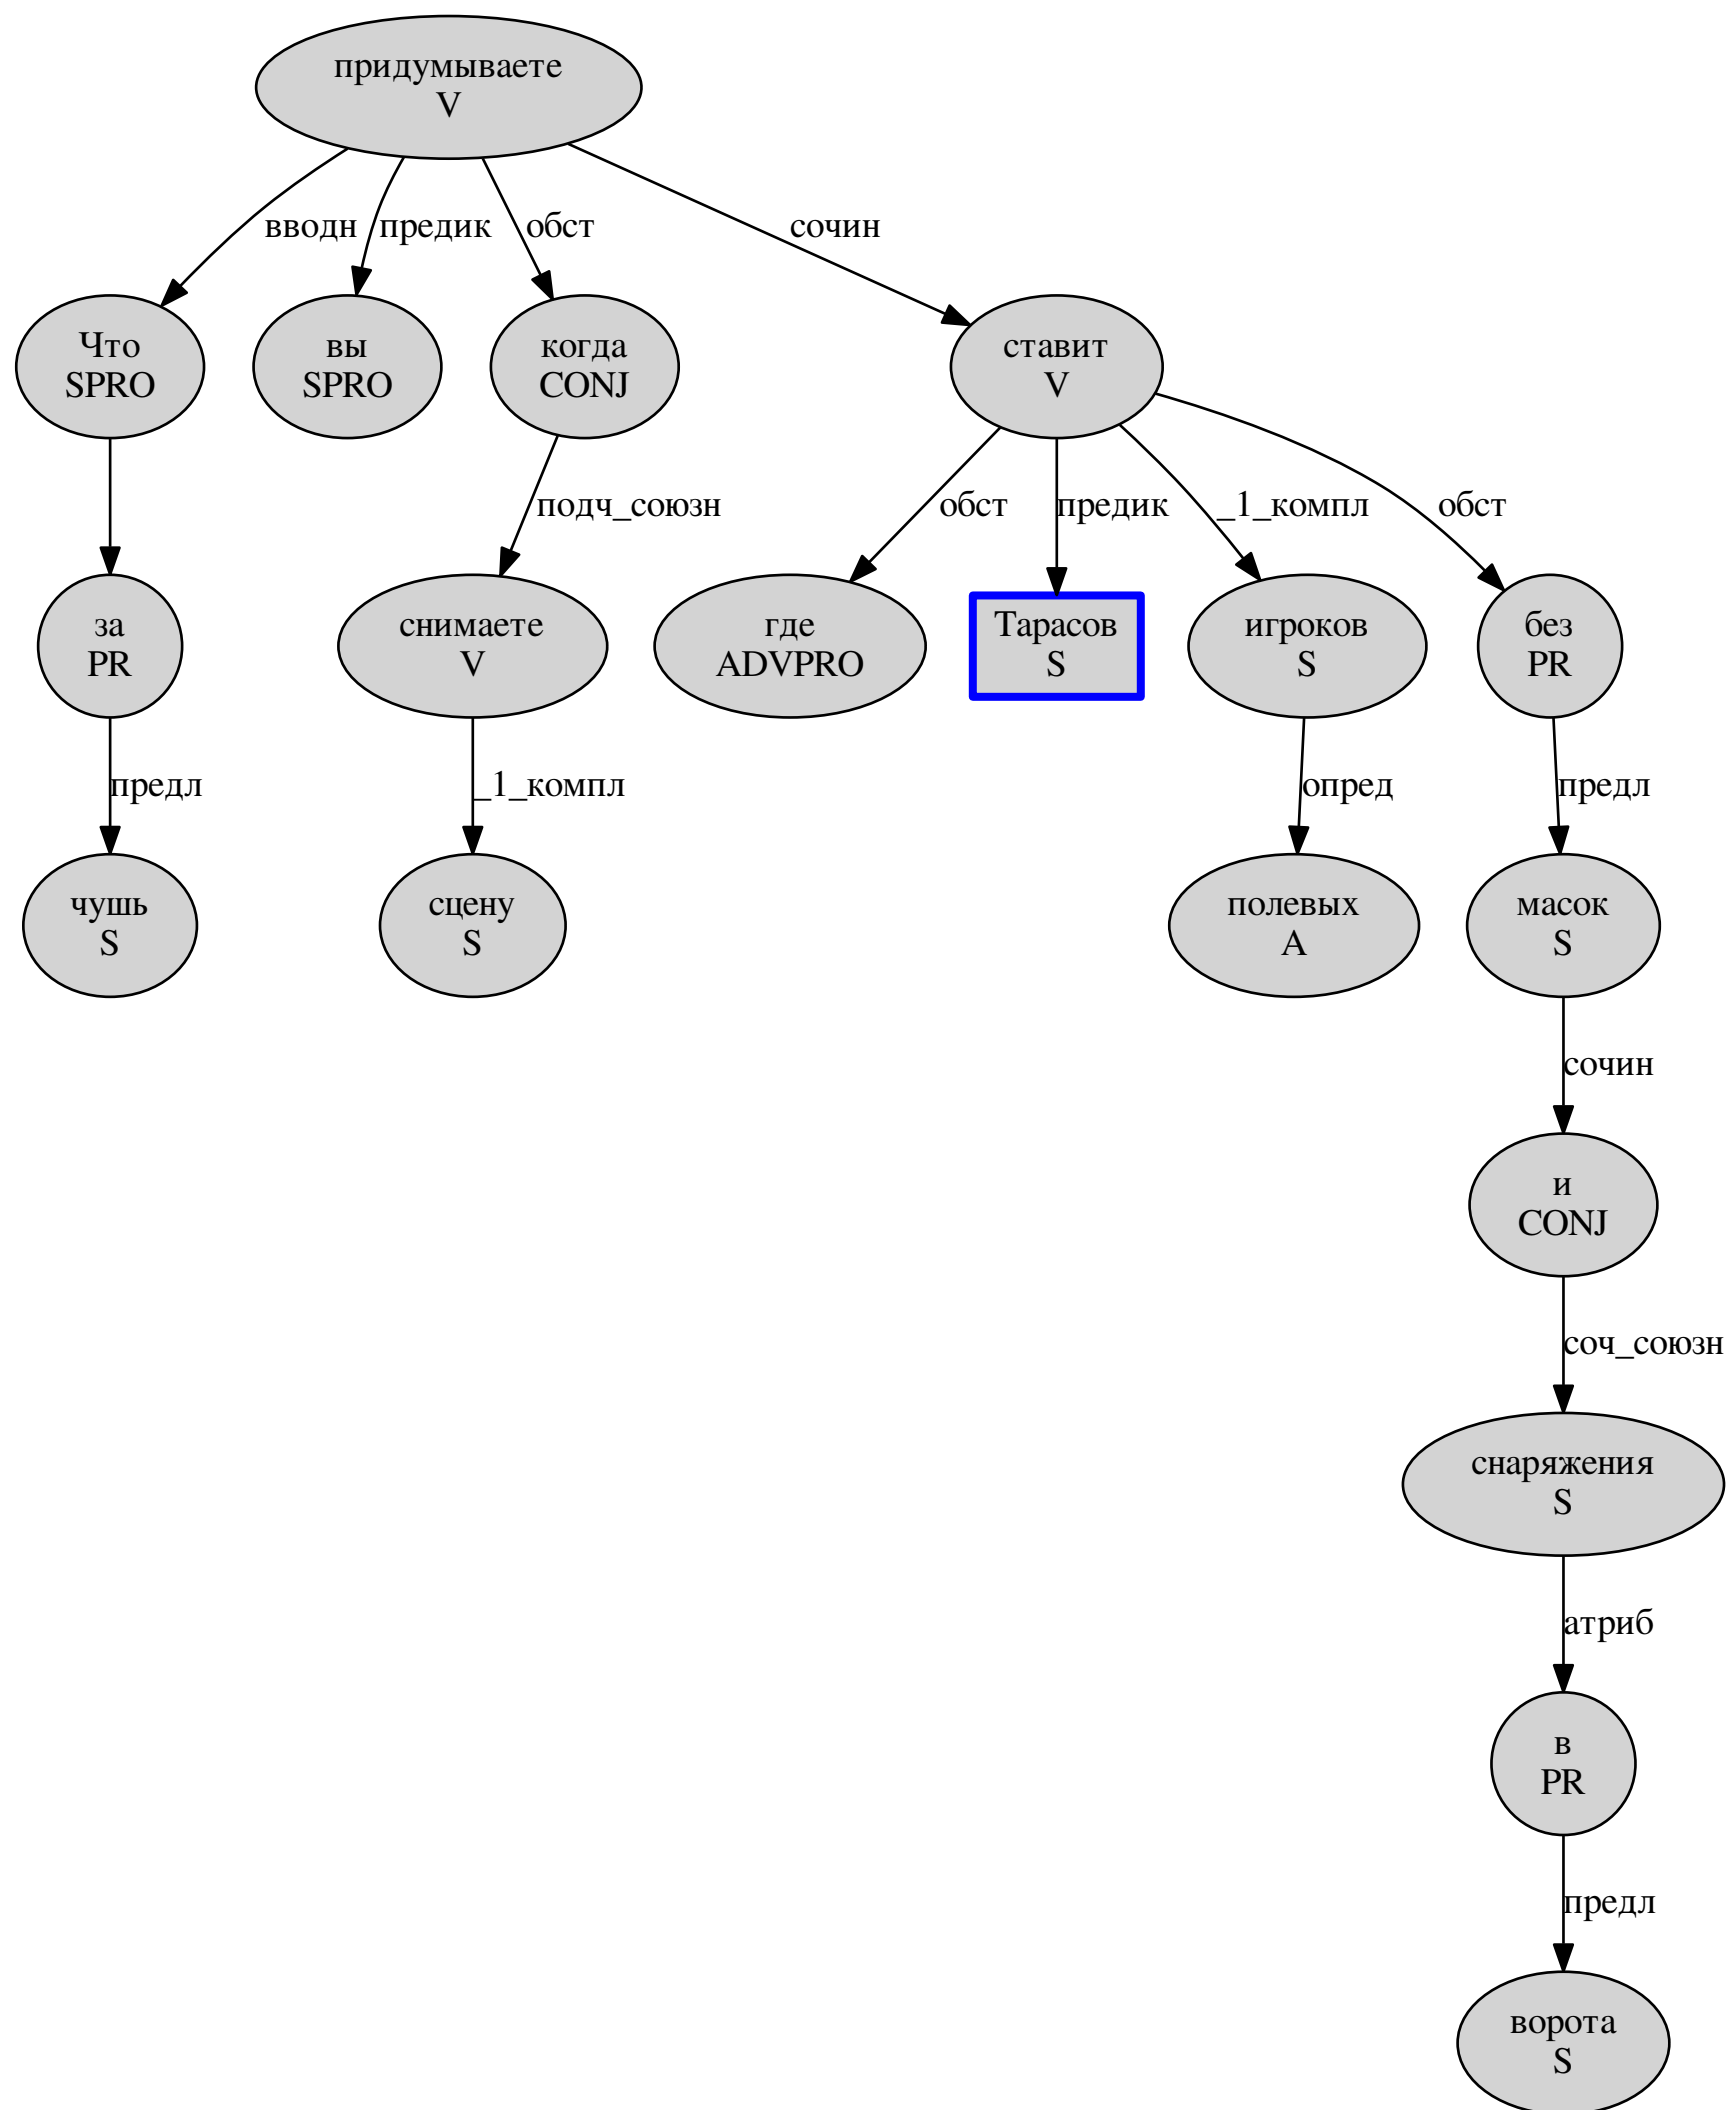 придумываете
V
вводн
предик
обст
сочин
Что
SPRO
вы
SPRO
когда
CONJ
ставит
V
подч_союзн
обст
предик
_1_компл
обст
за
PR
снимаете
V
где
ADVPRO
Тарасов
S
игроков
S
без
PR
предл
_1_компл
опред
предл
чушь
S
сцену
S
полевых
A
масок
S
сочин
и
CONJ
соч_союзн
снаряжения
S
атриб
в
PR
предл
ворота
S